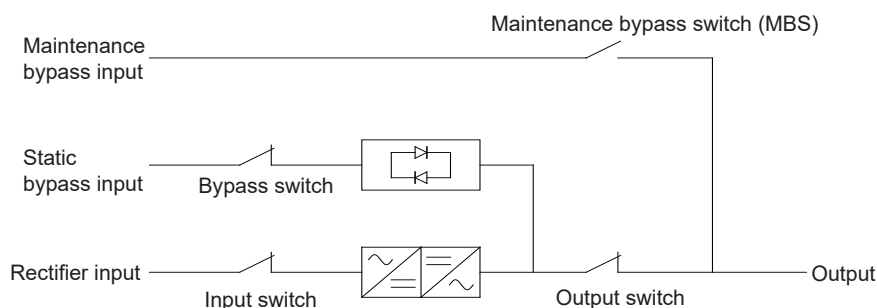 Maintenance bypass switch (MBS)
Maintenance
bypass input
Static
bypass input
Bypass switch
Rectifier input
Output
Input switch
Output switch